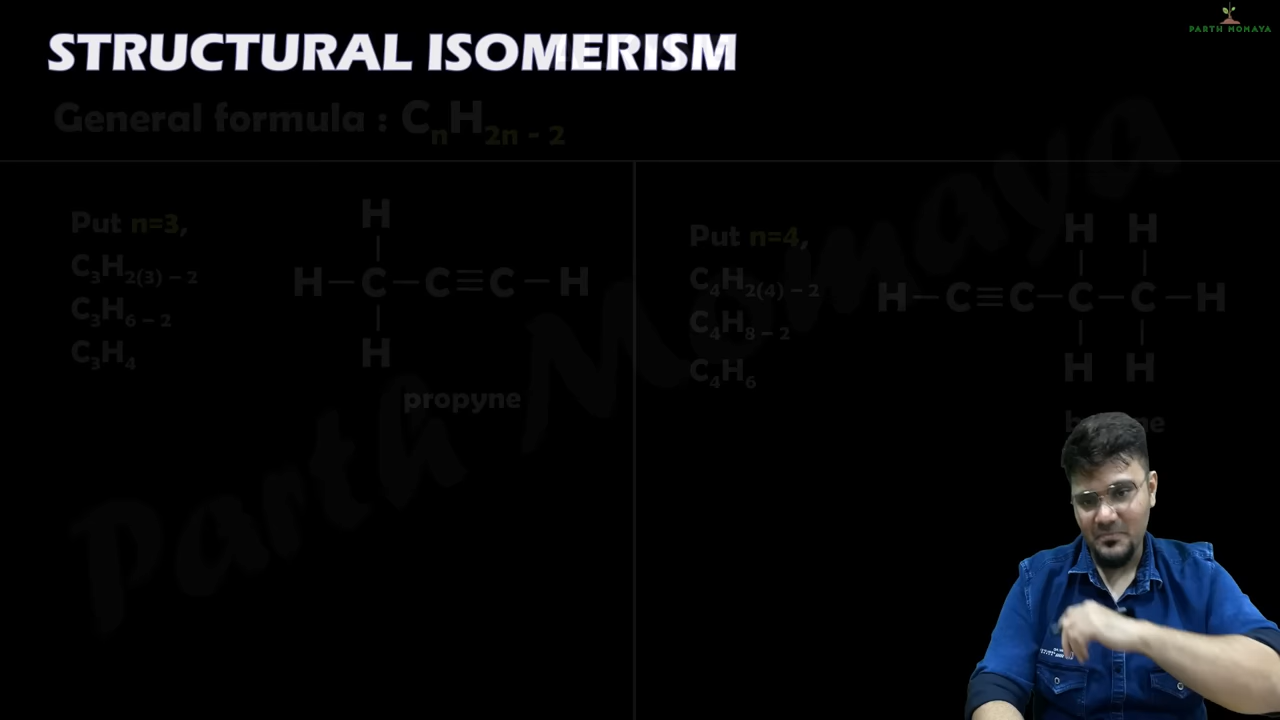 STRUCTURAL ISOMERISM
PARTH MOMAYA
General formula : CnH2n - 2
Put n=3,
C3H2(3) – 2
C3H6 – 2
C3H4
H
H – C – C ≡ C – H
H
propyne
Put n=4,
C4H2(4) – 2
C4H8 – 2
C4H6
H H
H – C ≡ C – C – C – H
H H
Parth Momaya